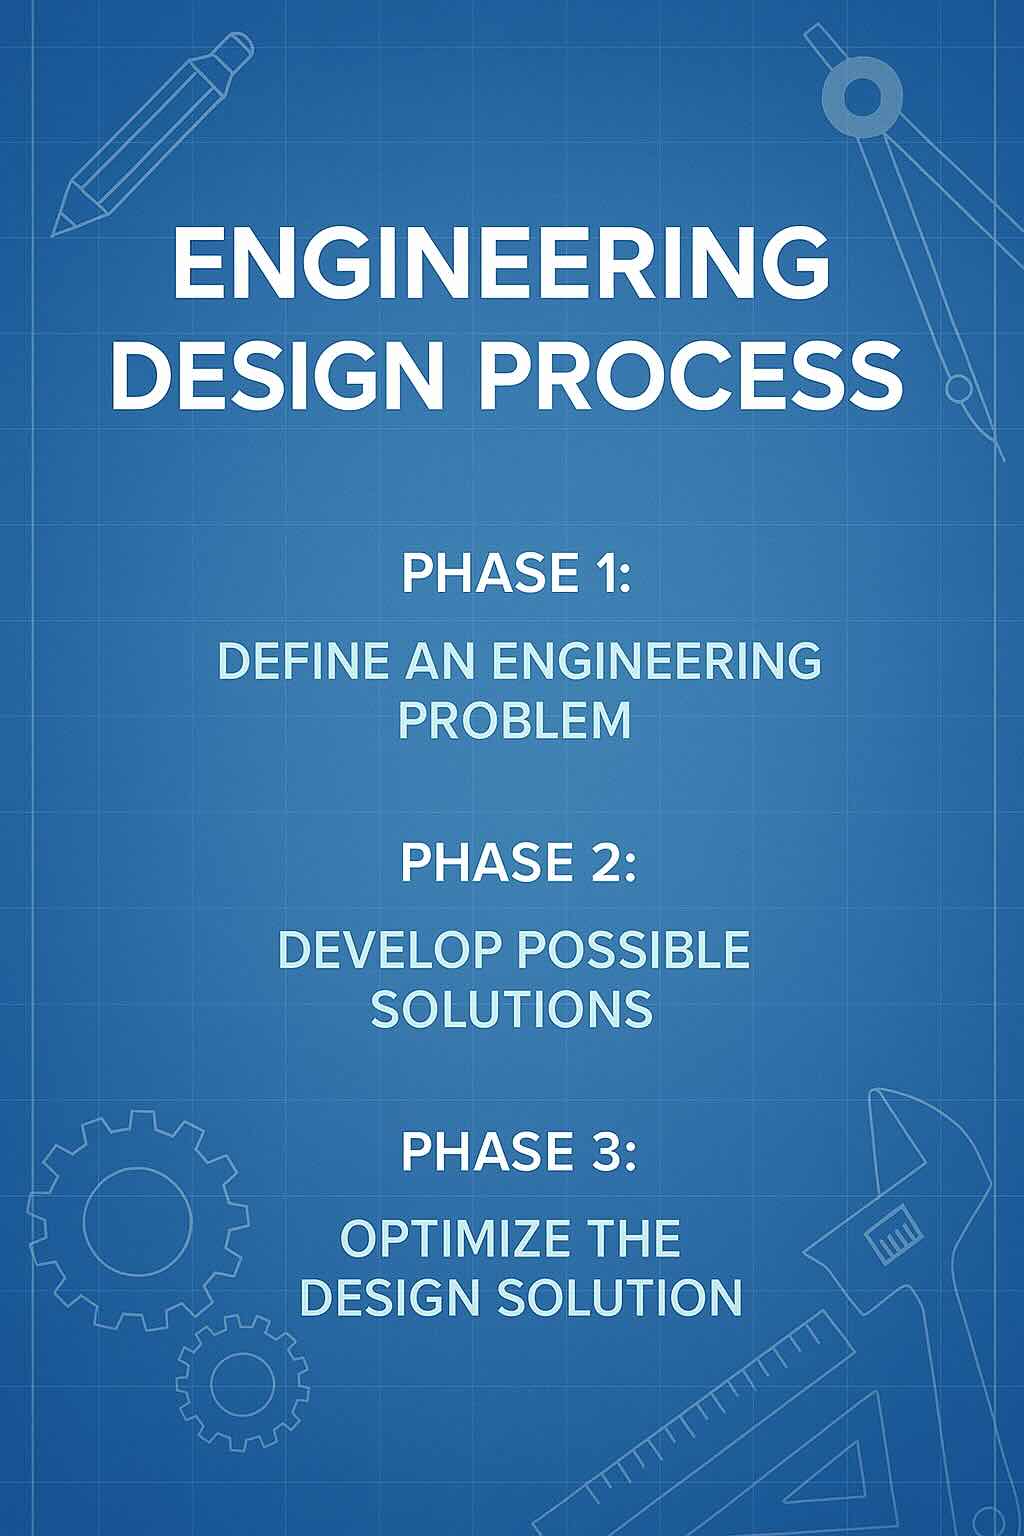 ENGINEERING
DESIGN PROCESS
PHASE 1:
DEFINE AN ENGINEERING
PROBLEM
PHASE 2:
DEVELOP POSSIBLE
SOLUTIONS
PHASE 3:
OPTIMIZE THE
DESIGN SOLUTION